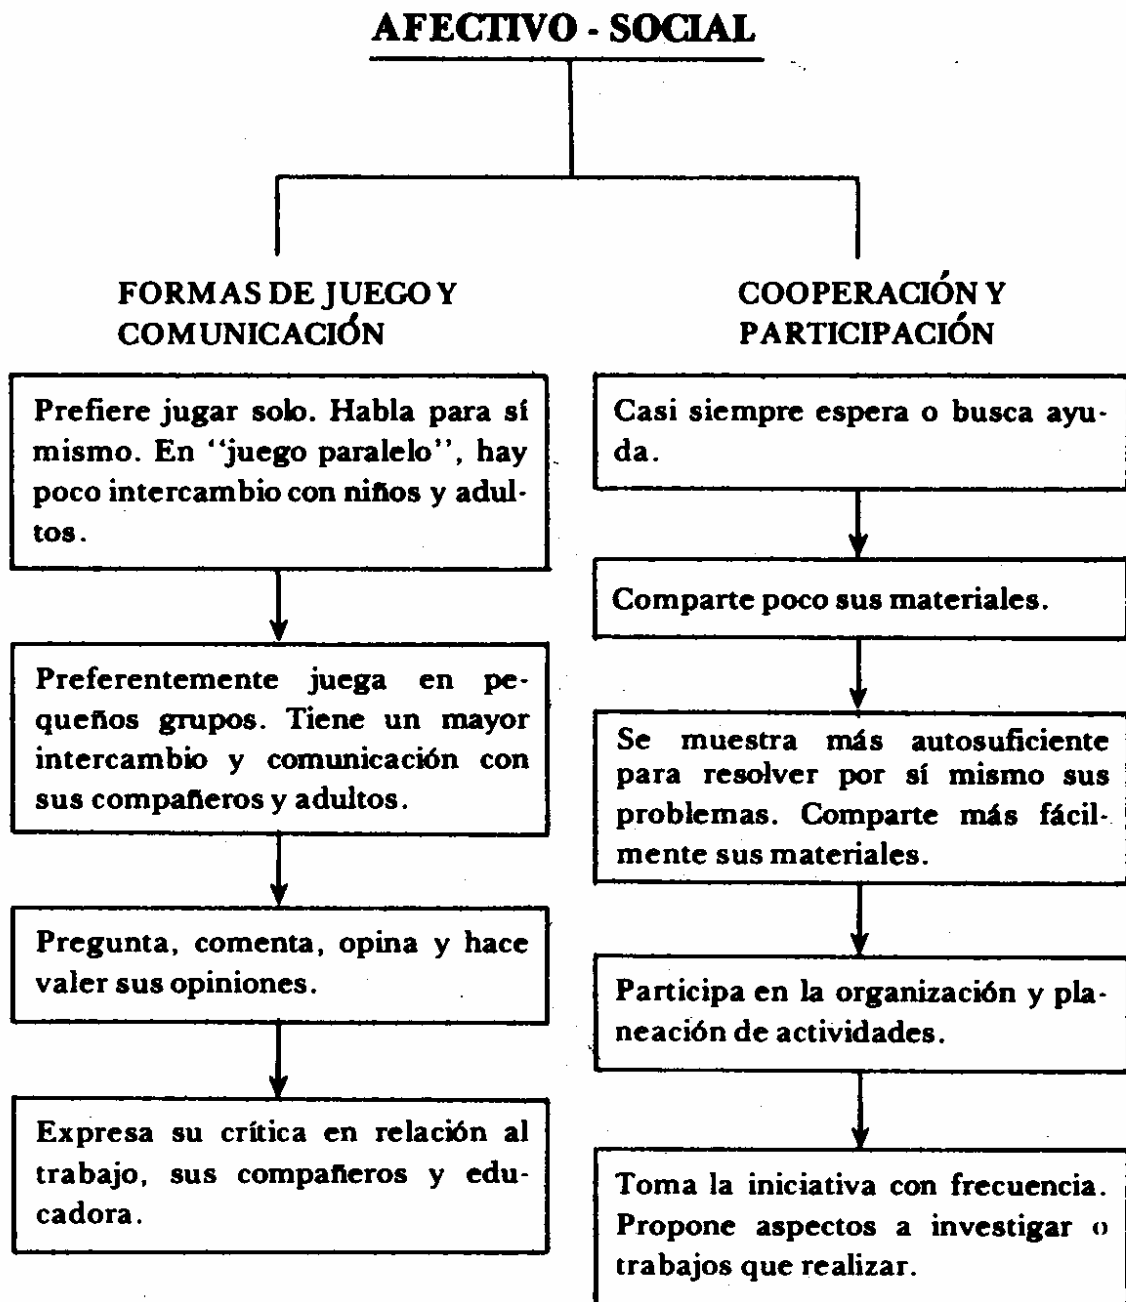 AFECTIVO - SOCIAL
FORMAS DE JUEGO Y
COMUNICACIÓN
Prefiere jugar solo. Habla para sí
mismo. En “juego paralelo”, hay
poco intercambio con niños y adul-
tos.
Preferentemente juega en pe-
queños grupos. Tiene un mayor
intercambio y comunicación con
sus compañeros y adultos.
Pregunta, comenta, opina y hace
valer sus opiniones.
Expresa su crítica en relación al
trabajo, sus compañeros y edu-
cadora.
COOPERACIÓN Y
PARTICIPACIÓN
Casi siempre espera o busca ayu-
da.
Comparte poco sus materiales.
Se muestra más autosuficiente
para resolver por sí mismo sus
problemas. Comparte más fácil-
mente sus materiales.
Participa en la organización y pla-
neación de actividades.
Toma la iniciativa con frecuencia.
Propone aspectos a investigar o
trabajos que realizar.